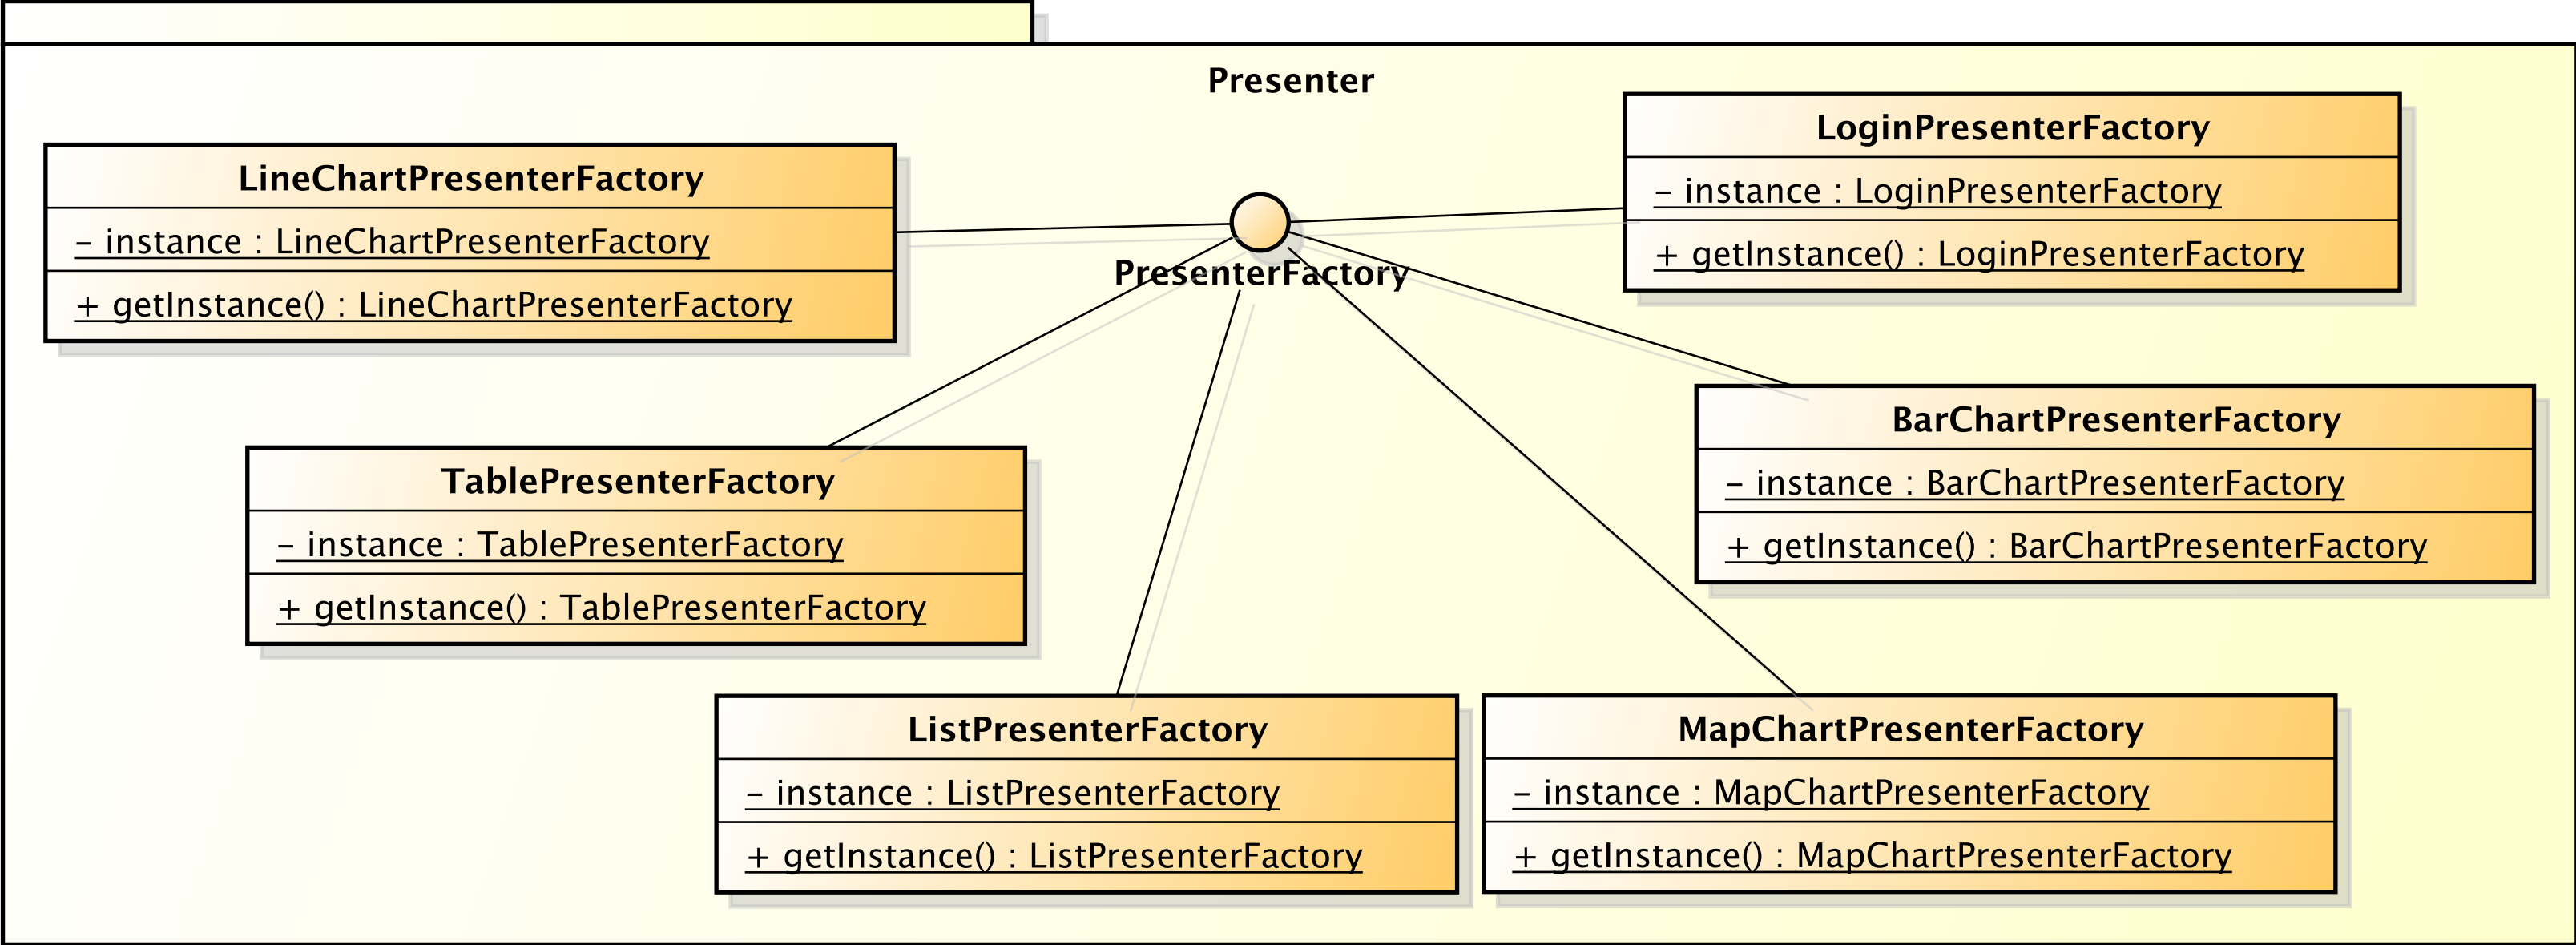 Presenter
LineChartPresenterFactory
– instance : LineChartPresenterFactory
+ getInstance() : LineChartPresenterFactory
PresenterFactory
LoginPresenterFactory
– instance : LoginPresenterFactory
+ getInstance() : LoginPresenterFactory
TablePresenterFactory
– instance : TablePresenterFactory
+ getInstance() : TablePresenterFactory
BarChartPresenterFactory
– instance : BarChartPresenterFactory
+ getInstance() : BarChartPresenterFactory
ListPresenterFactory
– instance : ListPresenterFactory
+ getInstance() : ListPresenterFactory
MapChartPresenterFactory
– instance : MapChartPresenterFactory
+ getInstance() : MapChartPresenterFactory